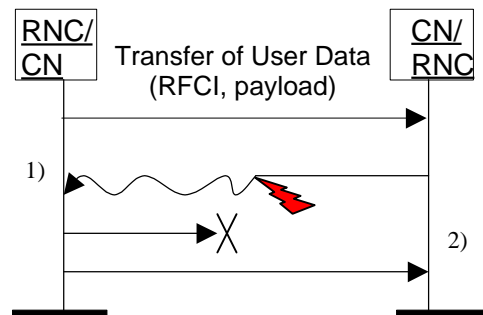 RNC/
CN
Transfer of User Data
(RFCI, payload)
CN/
RNC
1)
2)